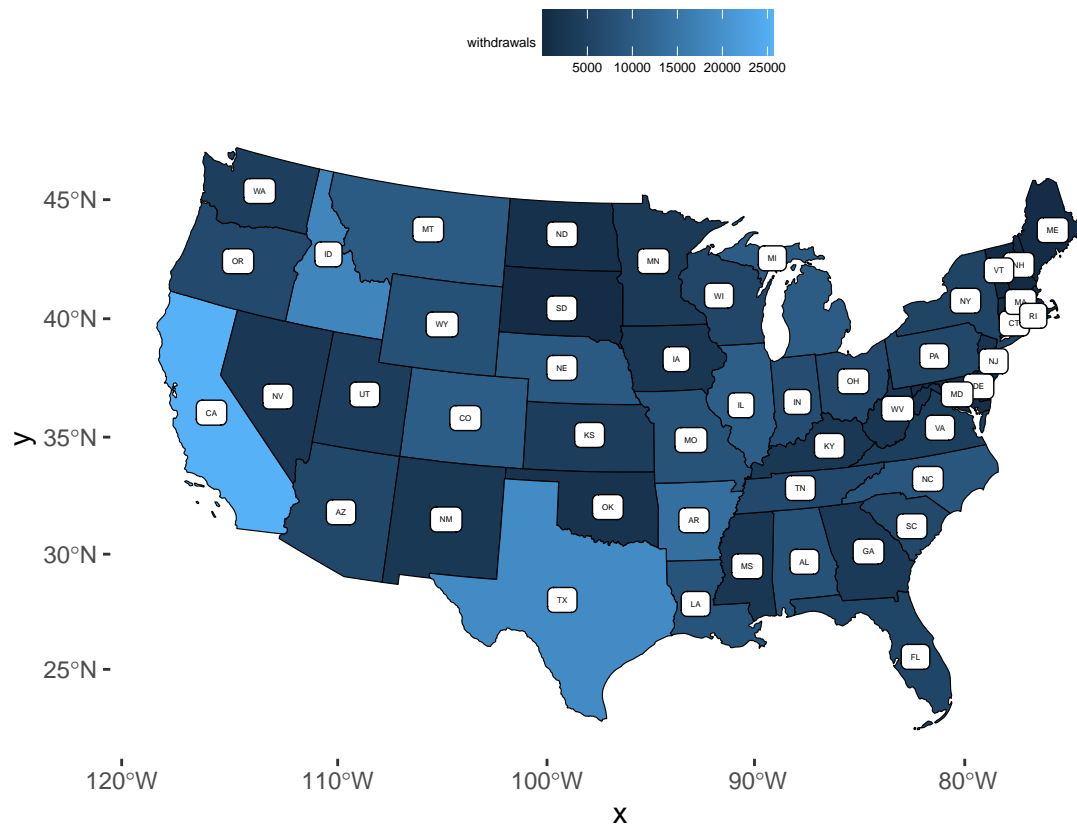 withdrawals
5000 10000 15000 20000 25000
45°N
40°N
35°N
30°N
25°N
y
WA
ME
MT
ND
OR
ID
MN
MI
NH
VT
SD
WI
NY
MA
RI
WY
CT
IA
PA
NJ
NE
OH
DE
NV
UT
MD
CA
CO
IL
IN
WV
KS
MO
KY
VA
TN
NC
AZ
NM
OK
AR
SC
MS
AL
GA
TX
LA
FL
120°W 110°W 100°W 90°W 80°W
x